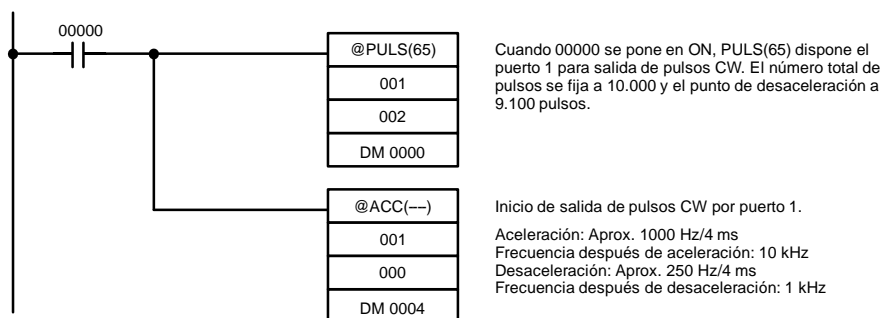 00000
@PULS(65)
001
002
DM 0000
Cuando 00000 se pone en ON, PULS(65) dispone el
puerto 1 para salida de pulsos CW. El número total de
pulsos se fija a 10.000 y el punto de desaceleración a
9.100 pulsos.
@ACC(––)
001
000
DM 0004
Inicio de salida de pulsos CW por puerto 1.
Aceleración: Aprox. 1000 Hz/4 ms
Frecuencia después de aceleración: 10 kHz
Desaceleración: Aprox. 250 Hz/4 ms
Frecuencia después de desaceleración: 1 kHz